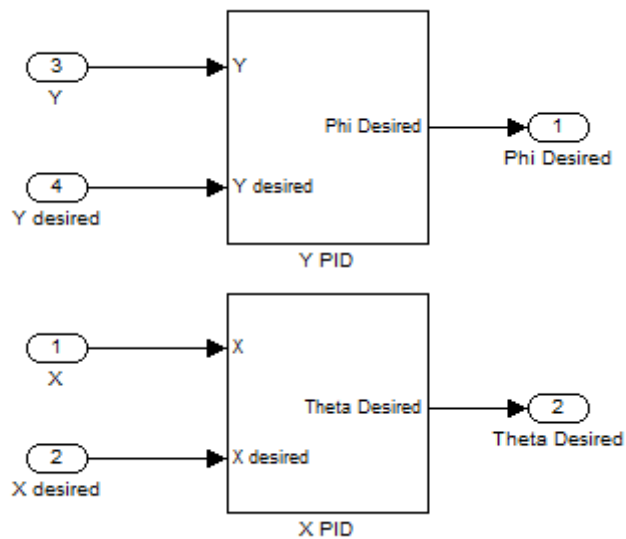 3
Y
Y
Phi Desired
1
Phi Desired
4
Y desired
Y desired
Y PID
1
X
X
Theta Desired
2
Theta Desired
2
X desired
X desired
X PID